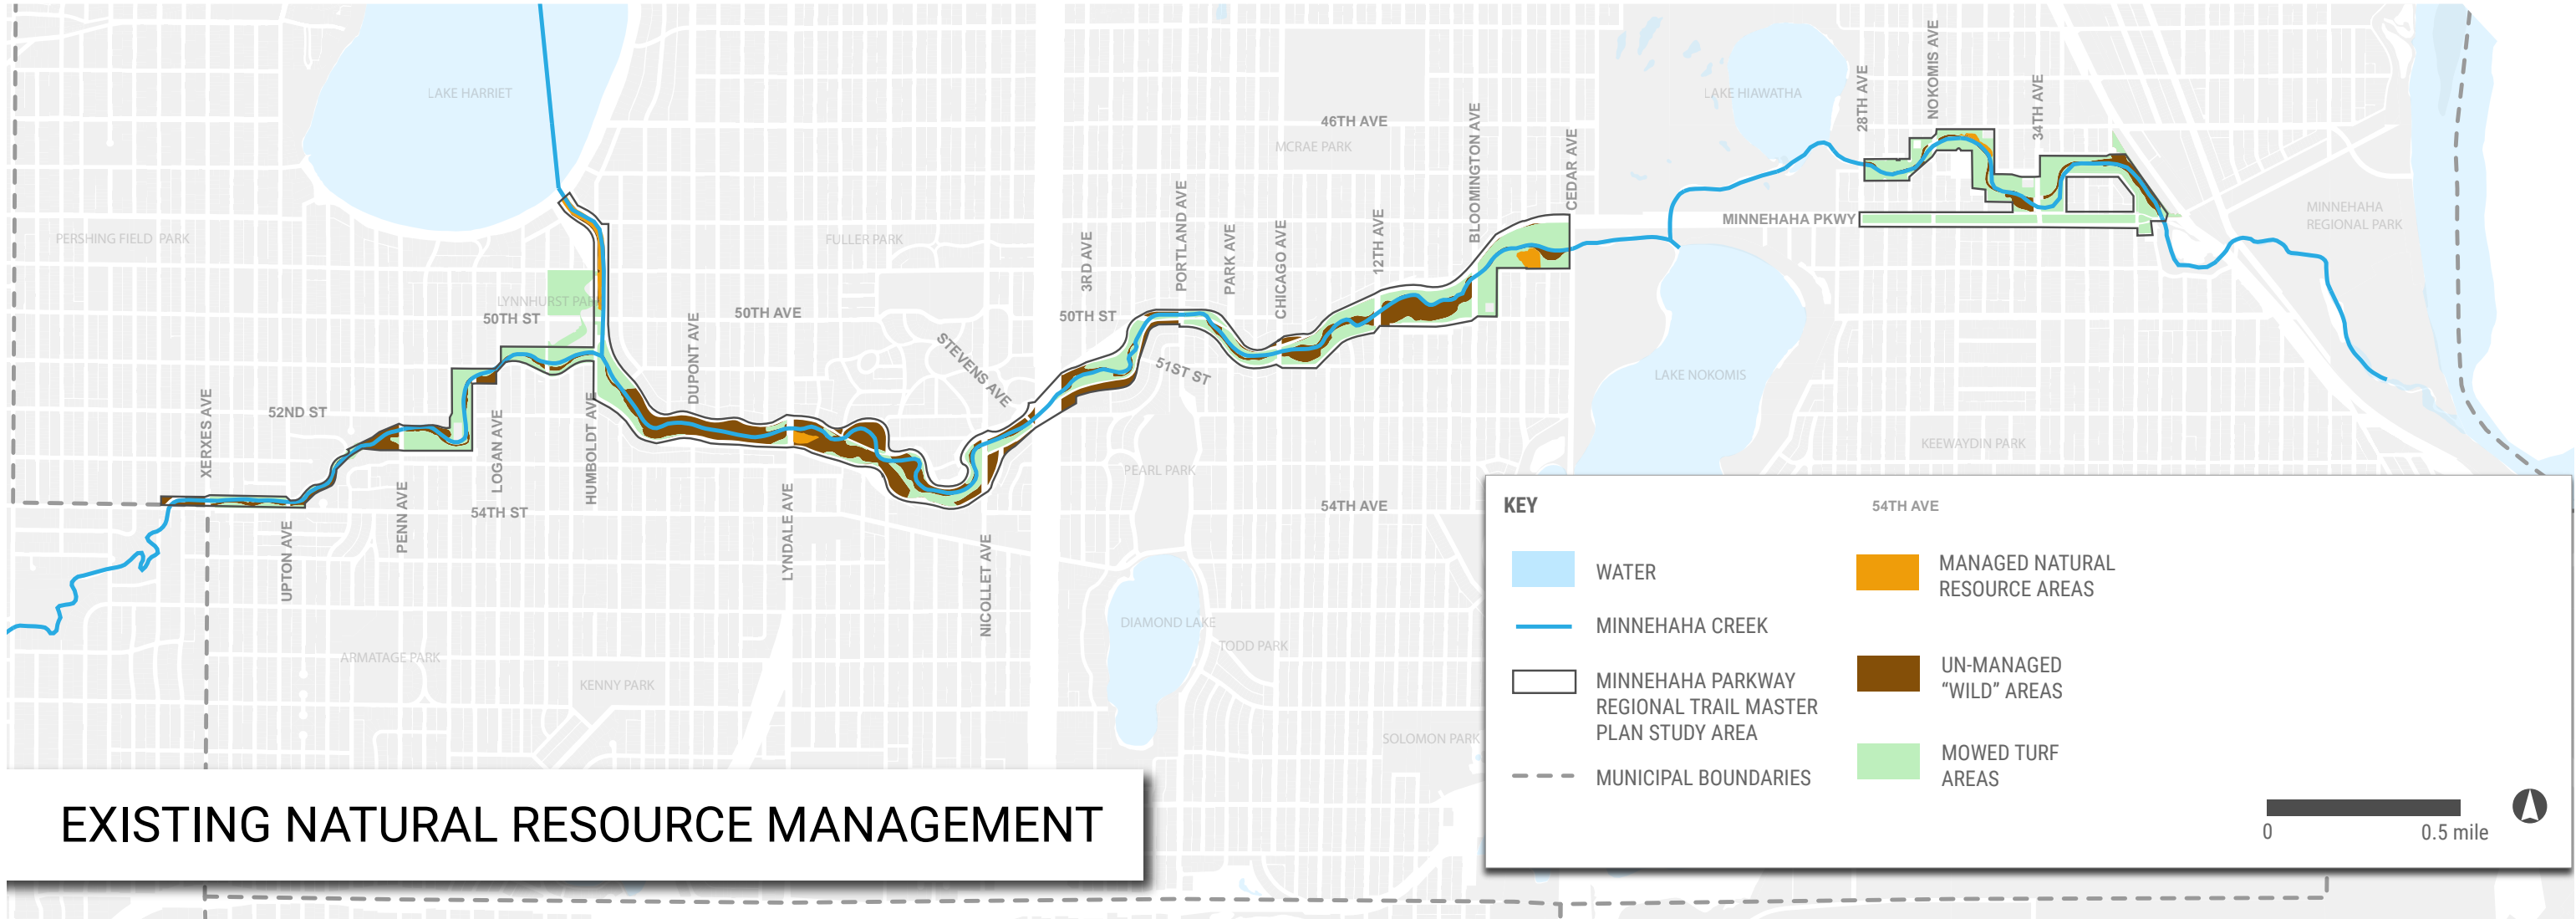 LAKE HARRIET
PERSHING FIELD PARK
LYNNHURST PARK
50TH ST
52ND ST
XERXES AVE
UPTON AVE
PENN AVE
LOGAN AVE
54TH ST
HUMBOLDT AVE
DUPONT AVE
50TH AVE
FULLER PARK
LYNDALE AVE
STEVENS AVE
NICOLLET AVE
50TH ST
3RD AVE
PORTLAND AVE
51ST ST
PARK AVE
CHICAGO AVE
12TH AVE
46TH AVE
MCRAE PARK
BLOOMINGTON AVE
CEDAR AVE
LAKE HIAWATHA
28TH AVE
NOKOMIS AVE
34TH AVE
MINNEHAHA PKWY
MINNEHAHA
REGIONAL PARK
LAKE NOKOMIS
KEEWAYDIN PARK
PEARL PARK
54TH AVE
DIAMOND LAKE
TODD PARK
SOLOMON PARK
ARMATAGE PARK
KENNY PARK
EXISTING NATURAL RESOURCE MANAGEMENT
KEY
54TH AVE
WATER
MINNEHAHA CREEK
MINNEHAHA PARKWAY
REGIONAL TRAIL MASTER
PLAN STUDY AREA
MUNICIPAL BOUNDARIES
MANAGED NATURAL
RESOURCE AREAS
UN-MANAGED
“WILD” AREAS
MOWED TURF
AREAS
0
0.5 mile